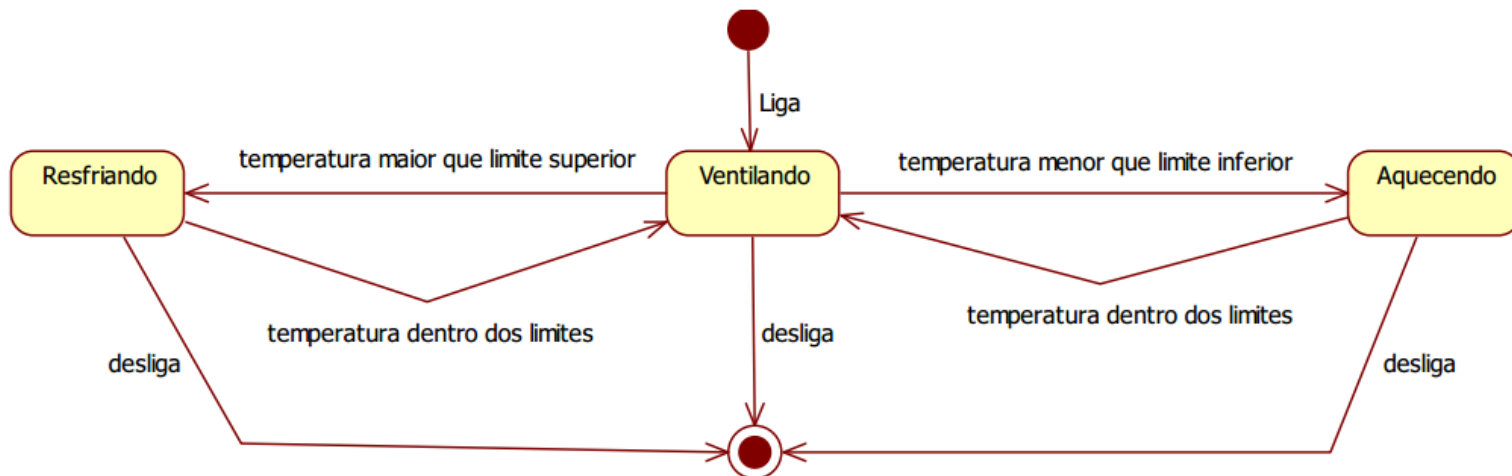 Liga
temperatura maior que limite superior
temperatura menor que limite inferior
Resfriando
Ventilando
Aquecendo
temperatura dentro dos limites
temperatura dentro dos limites
desliga
desliga
desliga